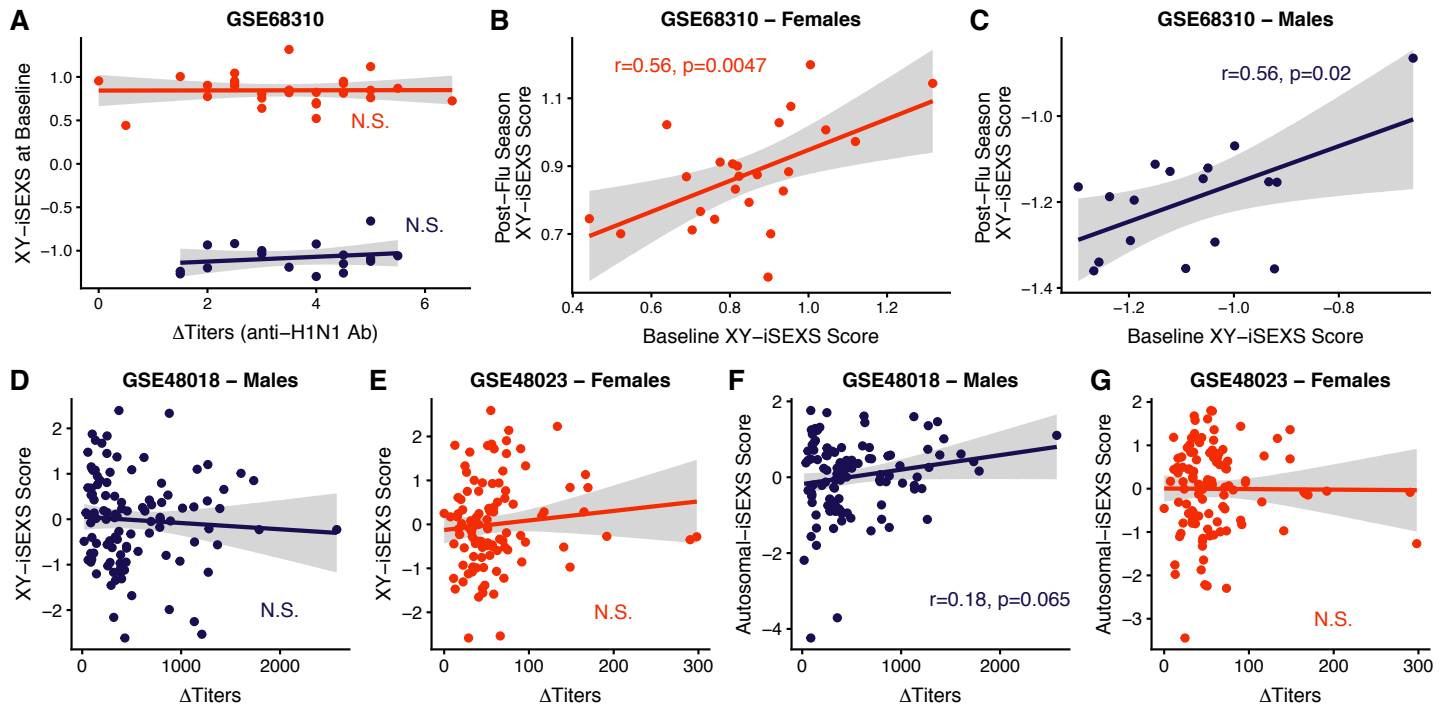 A
GSE68310
XY−iSEXS at Baseline
1.0
0.5
0.0
−0.5
−1.0
N.S.
N.S.
0
2
4
6
ΔTiters (anti−H1N1 Ab)
B
GSE68310 − Females
Post−Flu Season
XY−iSEXS Score
1.1
0.9
0.7
r=0.56, p=0.0047
0.4
0.6
0.8
1.0
1.2
Baseline XY−iSEXS Score
C
GSE68310 − Males
Post−Flu Season
XY−iSEXS Score
−1.0
−1.2
−1.4
r=0.56, p=0.02
−1.2
−1.0
−0.8
Baseline XY−iSEXS Score
D
GSE48018 − Males
XY−iSEXS Score
2
1
0
−1
−2
N.S.
0
1000
2000
ΔTiters
E
GSE48023 − Females
XY−iSEXS Score
2
1
0
−1
−2
N.S.
0
100
200
300
ΔTiters
F
GSE48018 − Males
Autosomal−iSEXS Score
2
0
−2
−4
r=0.18, p=0.065
0
1000
2000
ΔTiters
G
GSE48023 − Females
Autosomal−iSEXS Score
2
1
0
−1
−2
−3
N.S.
0
100
200
300
ΔTiters